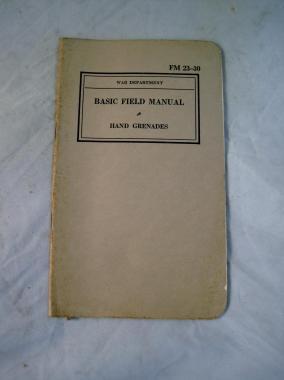 FM 23-30
WAR DEPARTMENT
BASIC FIELD MANUAL
HAND GRENADES